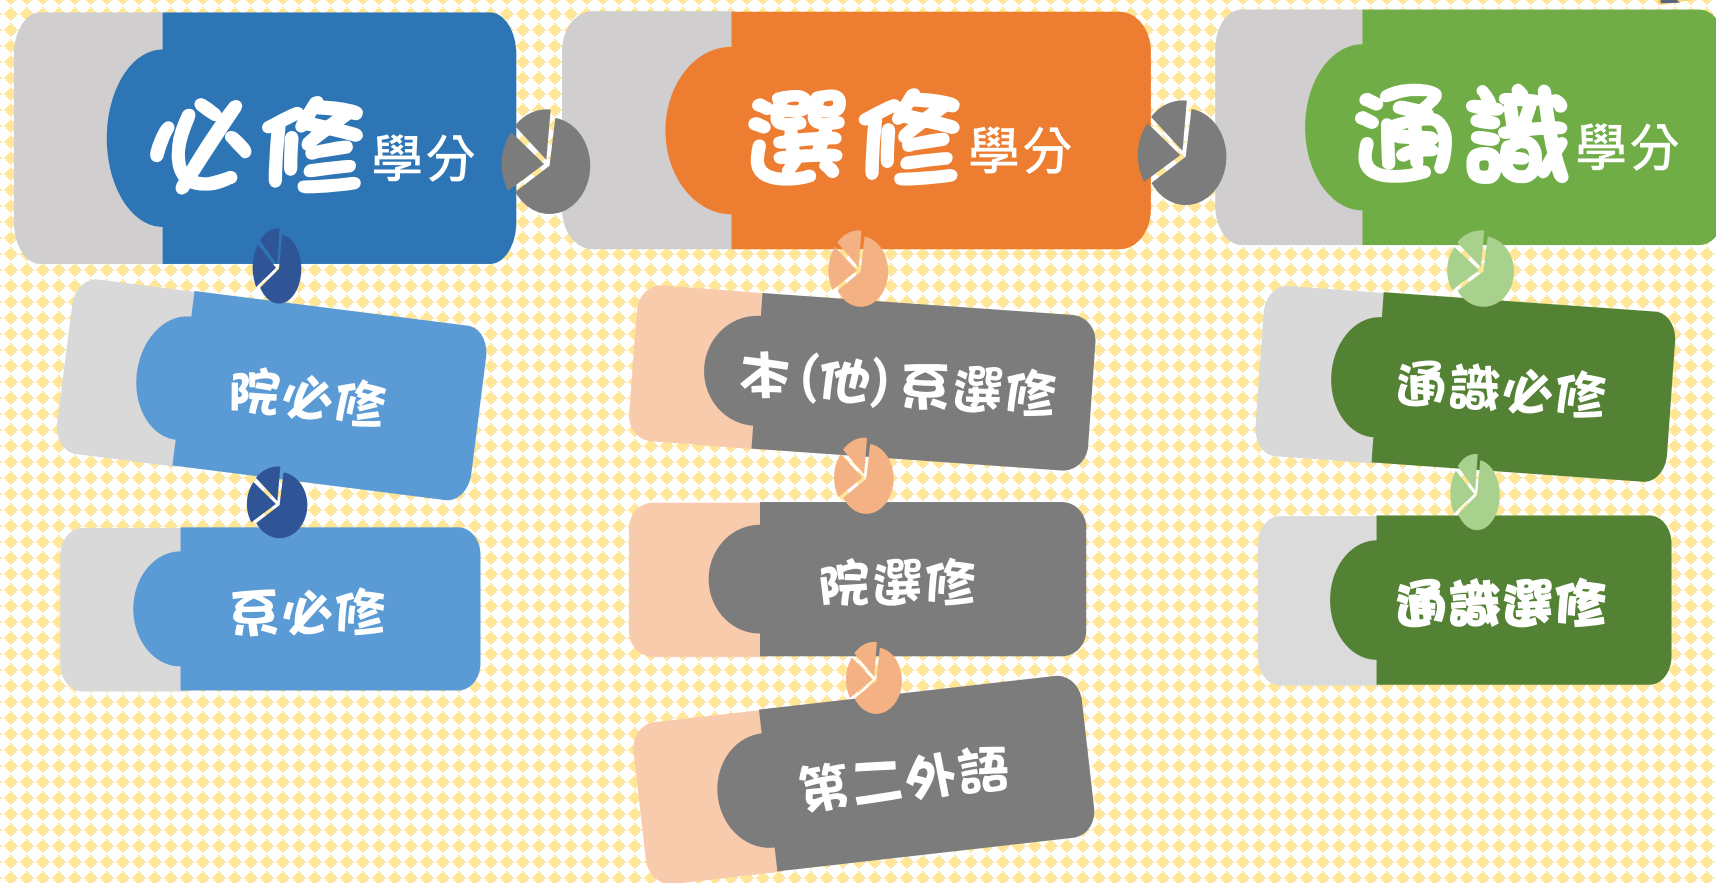 必修學分
選修學分
通識學分
院必修
本(他)系選修
通識必修
系必修
院選修
通識選修
第二外語